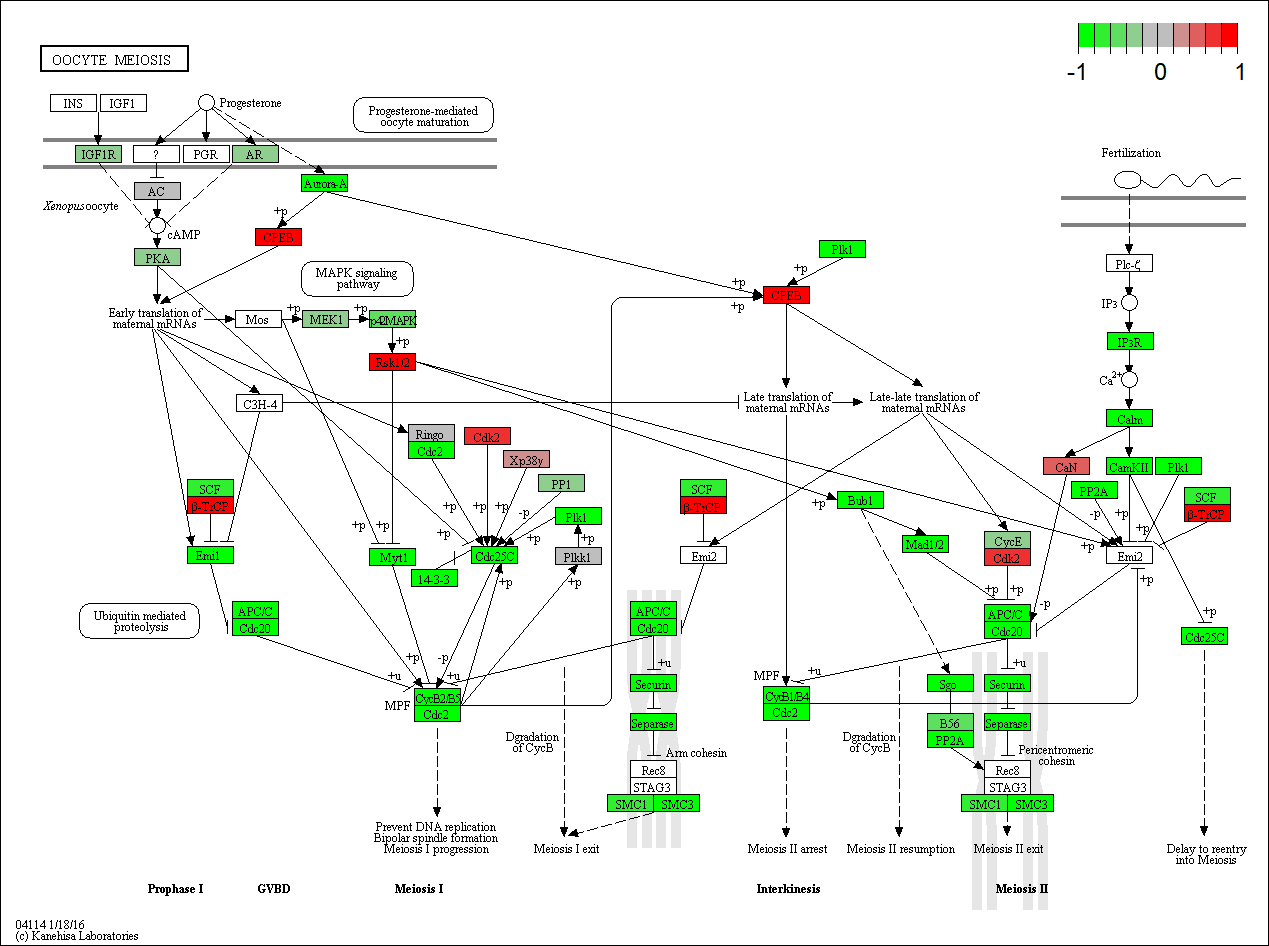 OOCYTE MEIOSIS
-1 0 1
INS IGF1
Progesterone
Progesterone-mediated
oocyte maturation
IGF1R
?
PGR
AR
Fertilization
AC
Aurora-A
Xenopus oocyte
cAMP
+p
CPEB
PKA
MAPK signaling
pathway
Plk1
+p
+p
+p
CPEB
Plc-ζ
IP3
IP3R
Early translation of
maternal mRNAs
Mos
+p
MEK1
+p
p42MAPK
+p
Rsk1/2
Ca2+
C3H-4
Late translation of
maternal mRNAs
Late-late translation of
maternal mRNAs
Calm
Ringo
Cdc2
Cdk2
Xp38γ
PP1
CaN
CamKII
Plk1
SCF
β-TrCP
SCF
β-TrCP
PP2A
SCF
β-TrCP
+p
+p
+p
+p
+p
+p
-p
+p
Plk1
+p
Bub1
-p
+p
+p
+p
Emi1
Myt1
Cdc25C
Plkk1
+p
Emi2
Mad1/2
CycE
Cdk2
Emi2
14-3-3
+p
+p
+p
+p
+p
-p
+p
Ubiquitin mediated
proteolysis
APC/C
Cdc20
APC/C
Cdc20
APC/C
Cdc20
Cdc25C
+p
-p
+u
+u
+u
+u
MPF
CycB2/B5
Cdc2
Securin
MPF
CycB1/B4
Cdc2
Sgo
Securin
Separase
B56
PP2A
Separase
Dgradation
of CycB
Arm cohesin
Dgradation
of CycB
Pericentromeric
cohesin
Rec8
STAG3
SMC1 SMC3
Rec8
STAG3
SMC1 SMC3
Prevent DNA replication
Bipolar spindle formation
Meiosis I progression
Meiosis I exit
Meiosis II arrest
Meiosis II resumption
Meiosis II exit
Delay to reentry
into Meiosis
Prophase I
GVBD
Meiosis I
Interkinesis
Meiosis II
04114 1/18/16
(c) Kanehisa Laboratories